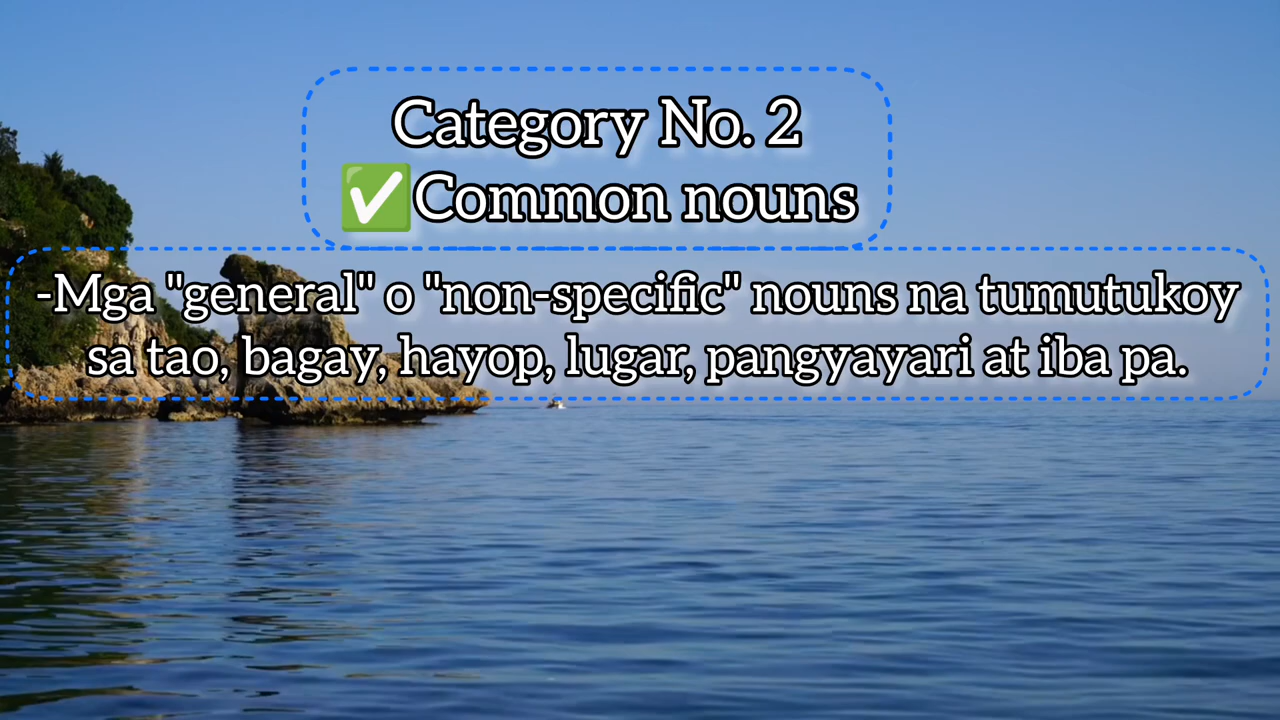 Category No. 2
✅Common nouns
-Mga "general" o "non-specific" nouns na tumutukoy
sa tao, bagay, hayop, lugar, pangyayari at iba pa.